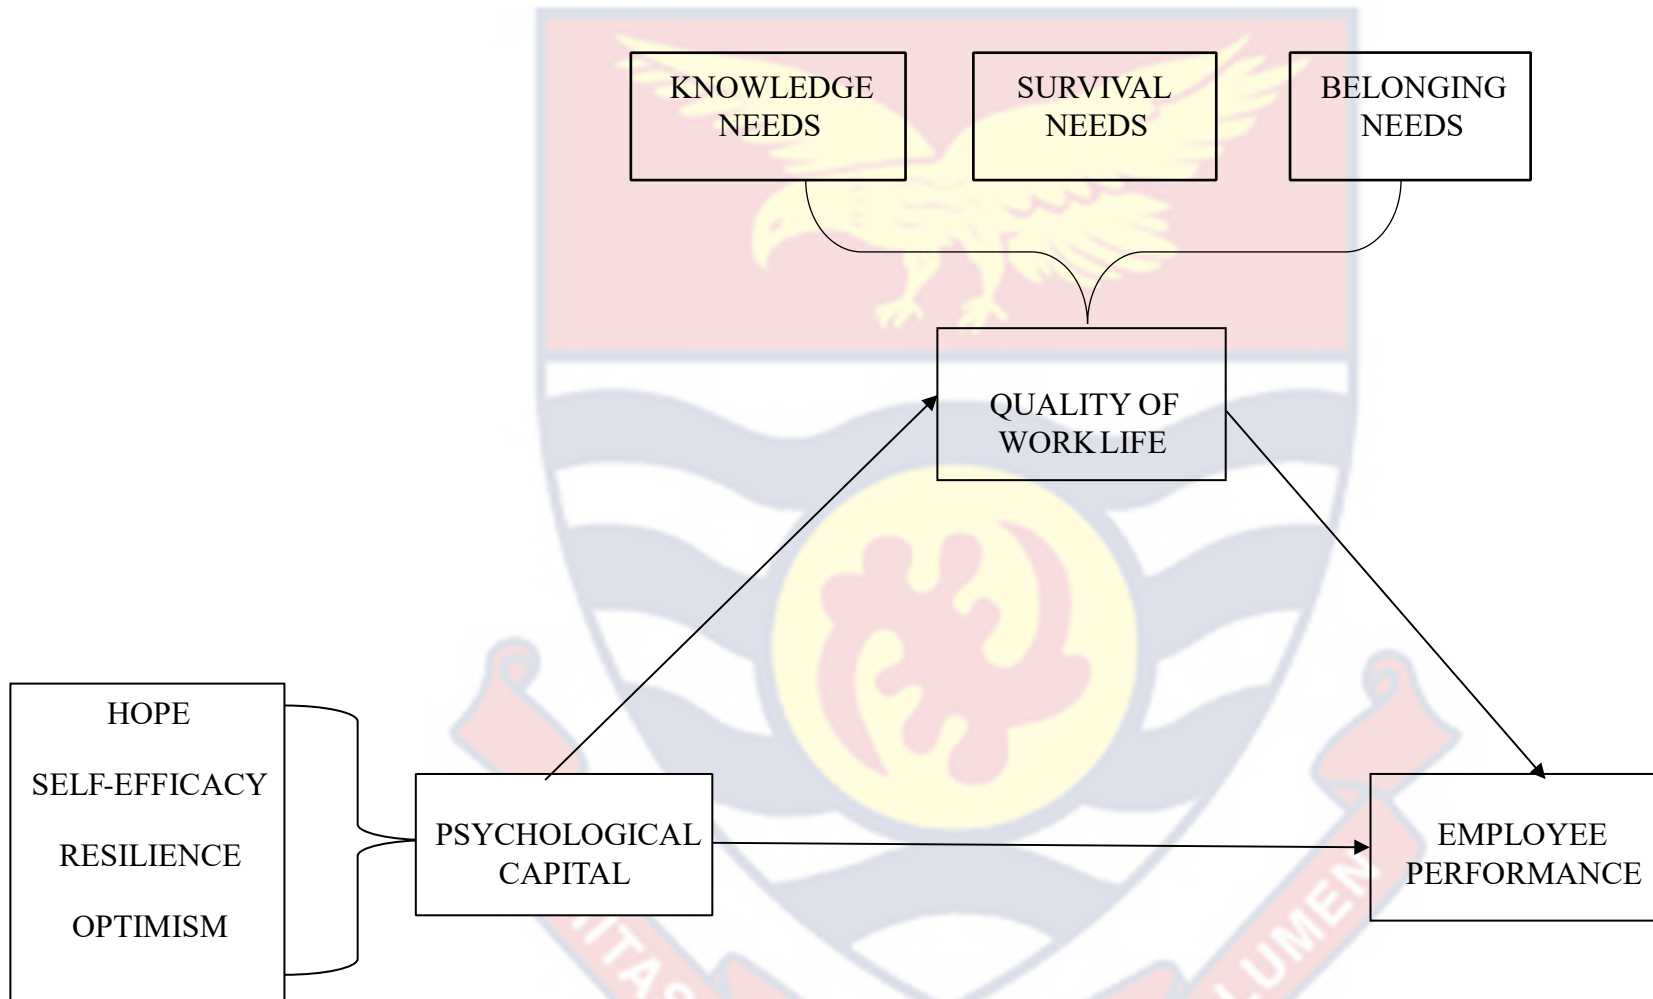 KNOWLEDGE
NEEDS
SURVIVAL
NEEDS
BELONGING
NEEDS
QUALITY OF
WORK LIFE
HOPE
SELF-EFFICACY
RESILIENCE
OPTIMISM
PSYCHOLOGICAL
CAPITAL
EMPLOYEE
PERFORMANCE